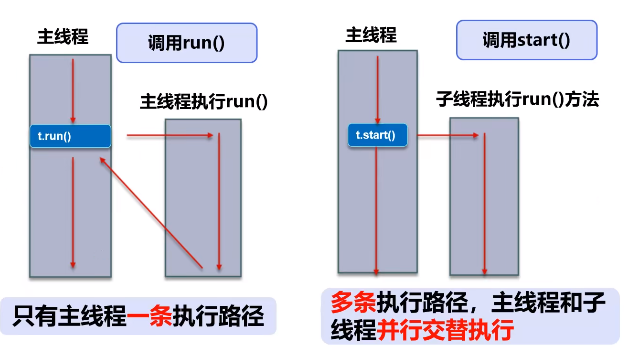 主线程
调用run()
主线程执行run()
t.run()
只有主线程一条执行路径
主线程
调用start()
子线程执行run()方法
t.start()
多条执行路径，主线程和子
线程并行交替执行